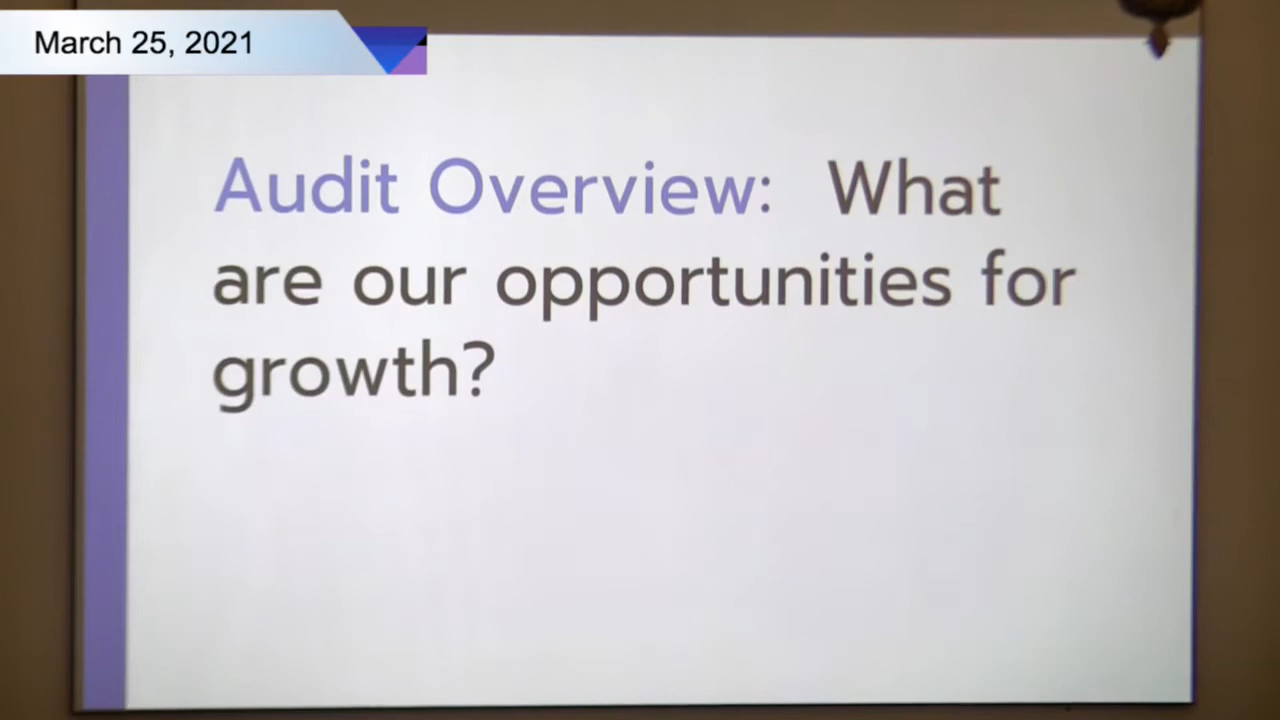 March 25, 2021
Audit Overview: What
are our opportunities for
growth?